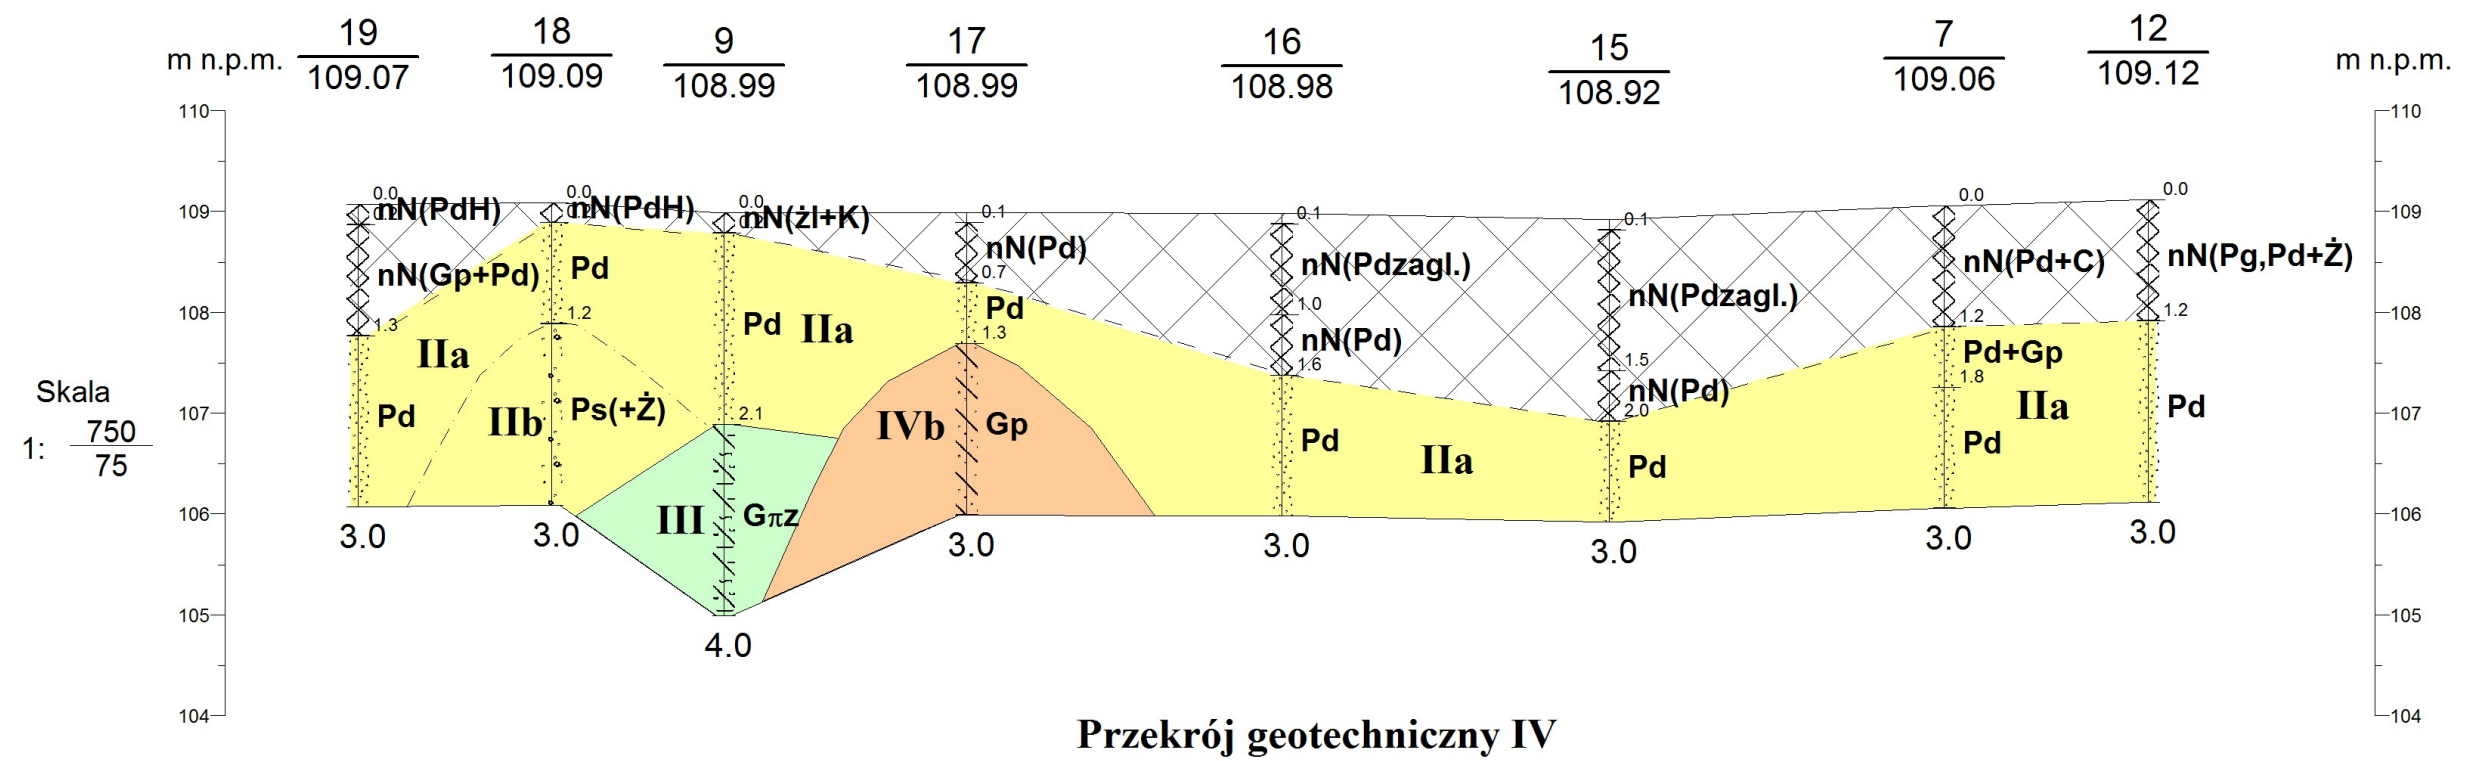 19 18 9 17 16 15 7 12
m n.p.m. 109.07 109.09 108.99 108.99 108.98 108.92 109.06 109.12 m n.p.m.
110 110
0.0 0.0 0.0 0.1 0.1 0.1 0.0 0.0
109 0.2 nN(PdH) 0.2 nN(PdH) 0.2 nN(żl+K) 109
nN(Gp+Pd) Pd nN(Pd) nN(Pdzagl.) nN(Pdzagl.) nN(Pd+C) nN(Pg,Pd+Ż)
0.7
108 1.3 1.2 Pd IIa Pd 1.0 1.2 1.2 108
IIa 1.3 nN(Pd) 1.5 Pd+Gp
1.6 1.8
Skala nN(Pd)
107 Pd IIb Ps(+Ż) 2.1 IVb Gp 2.0 IIa Pd 107
1: 750
75
Pd IIa Pd Pd
106 III Gπz 106
3.0 3.0 3.0 3.0 3.0 3.0 3.0
105 105
4.0
104 104
Przekrój geotechniczny IV